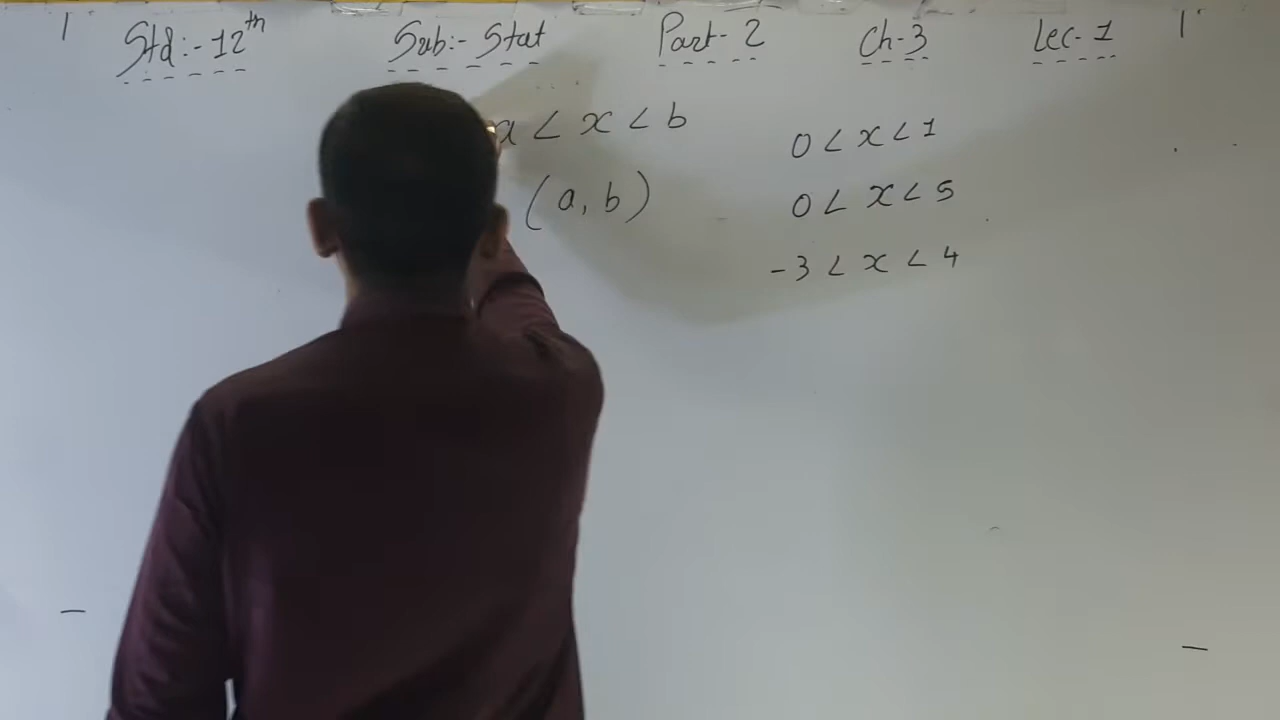 Std:- 12th Sub:- Stat Part- 2 Ch-3 Lec-1
a < x < b
(a, b)
0 < x < 1
0 < x < 5
-3 < x < 4